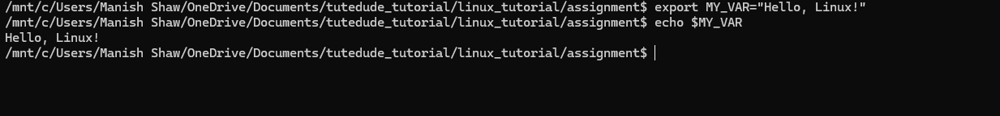 /mnt/c/Users/Manish Shaw/OneDrive/Documents/tutedude_tutorial/linux_tutorial/assignment$ export MY_VAR="Hello, Linux!"
/mnt/c/Users/Manish Shaw/OneDrive/Documents/tutedude_tutorial/linux_tutorial/assignment$ echo $MY_VAR
Hello, Linux!
/mnt/c/Users/Manish Shaw/OneDrive/Documents/tutedude_tutorial/linux_tutorial/assignment$